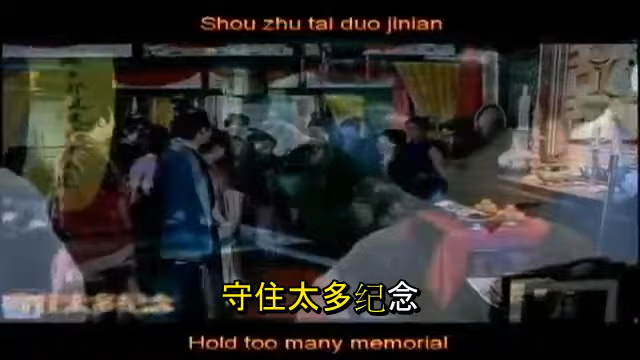 Shou zhu tai duo jinian
守住太多纪念
Hold too many memorial